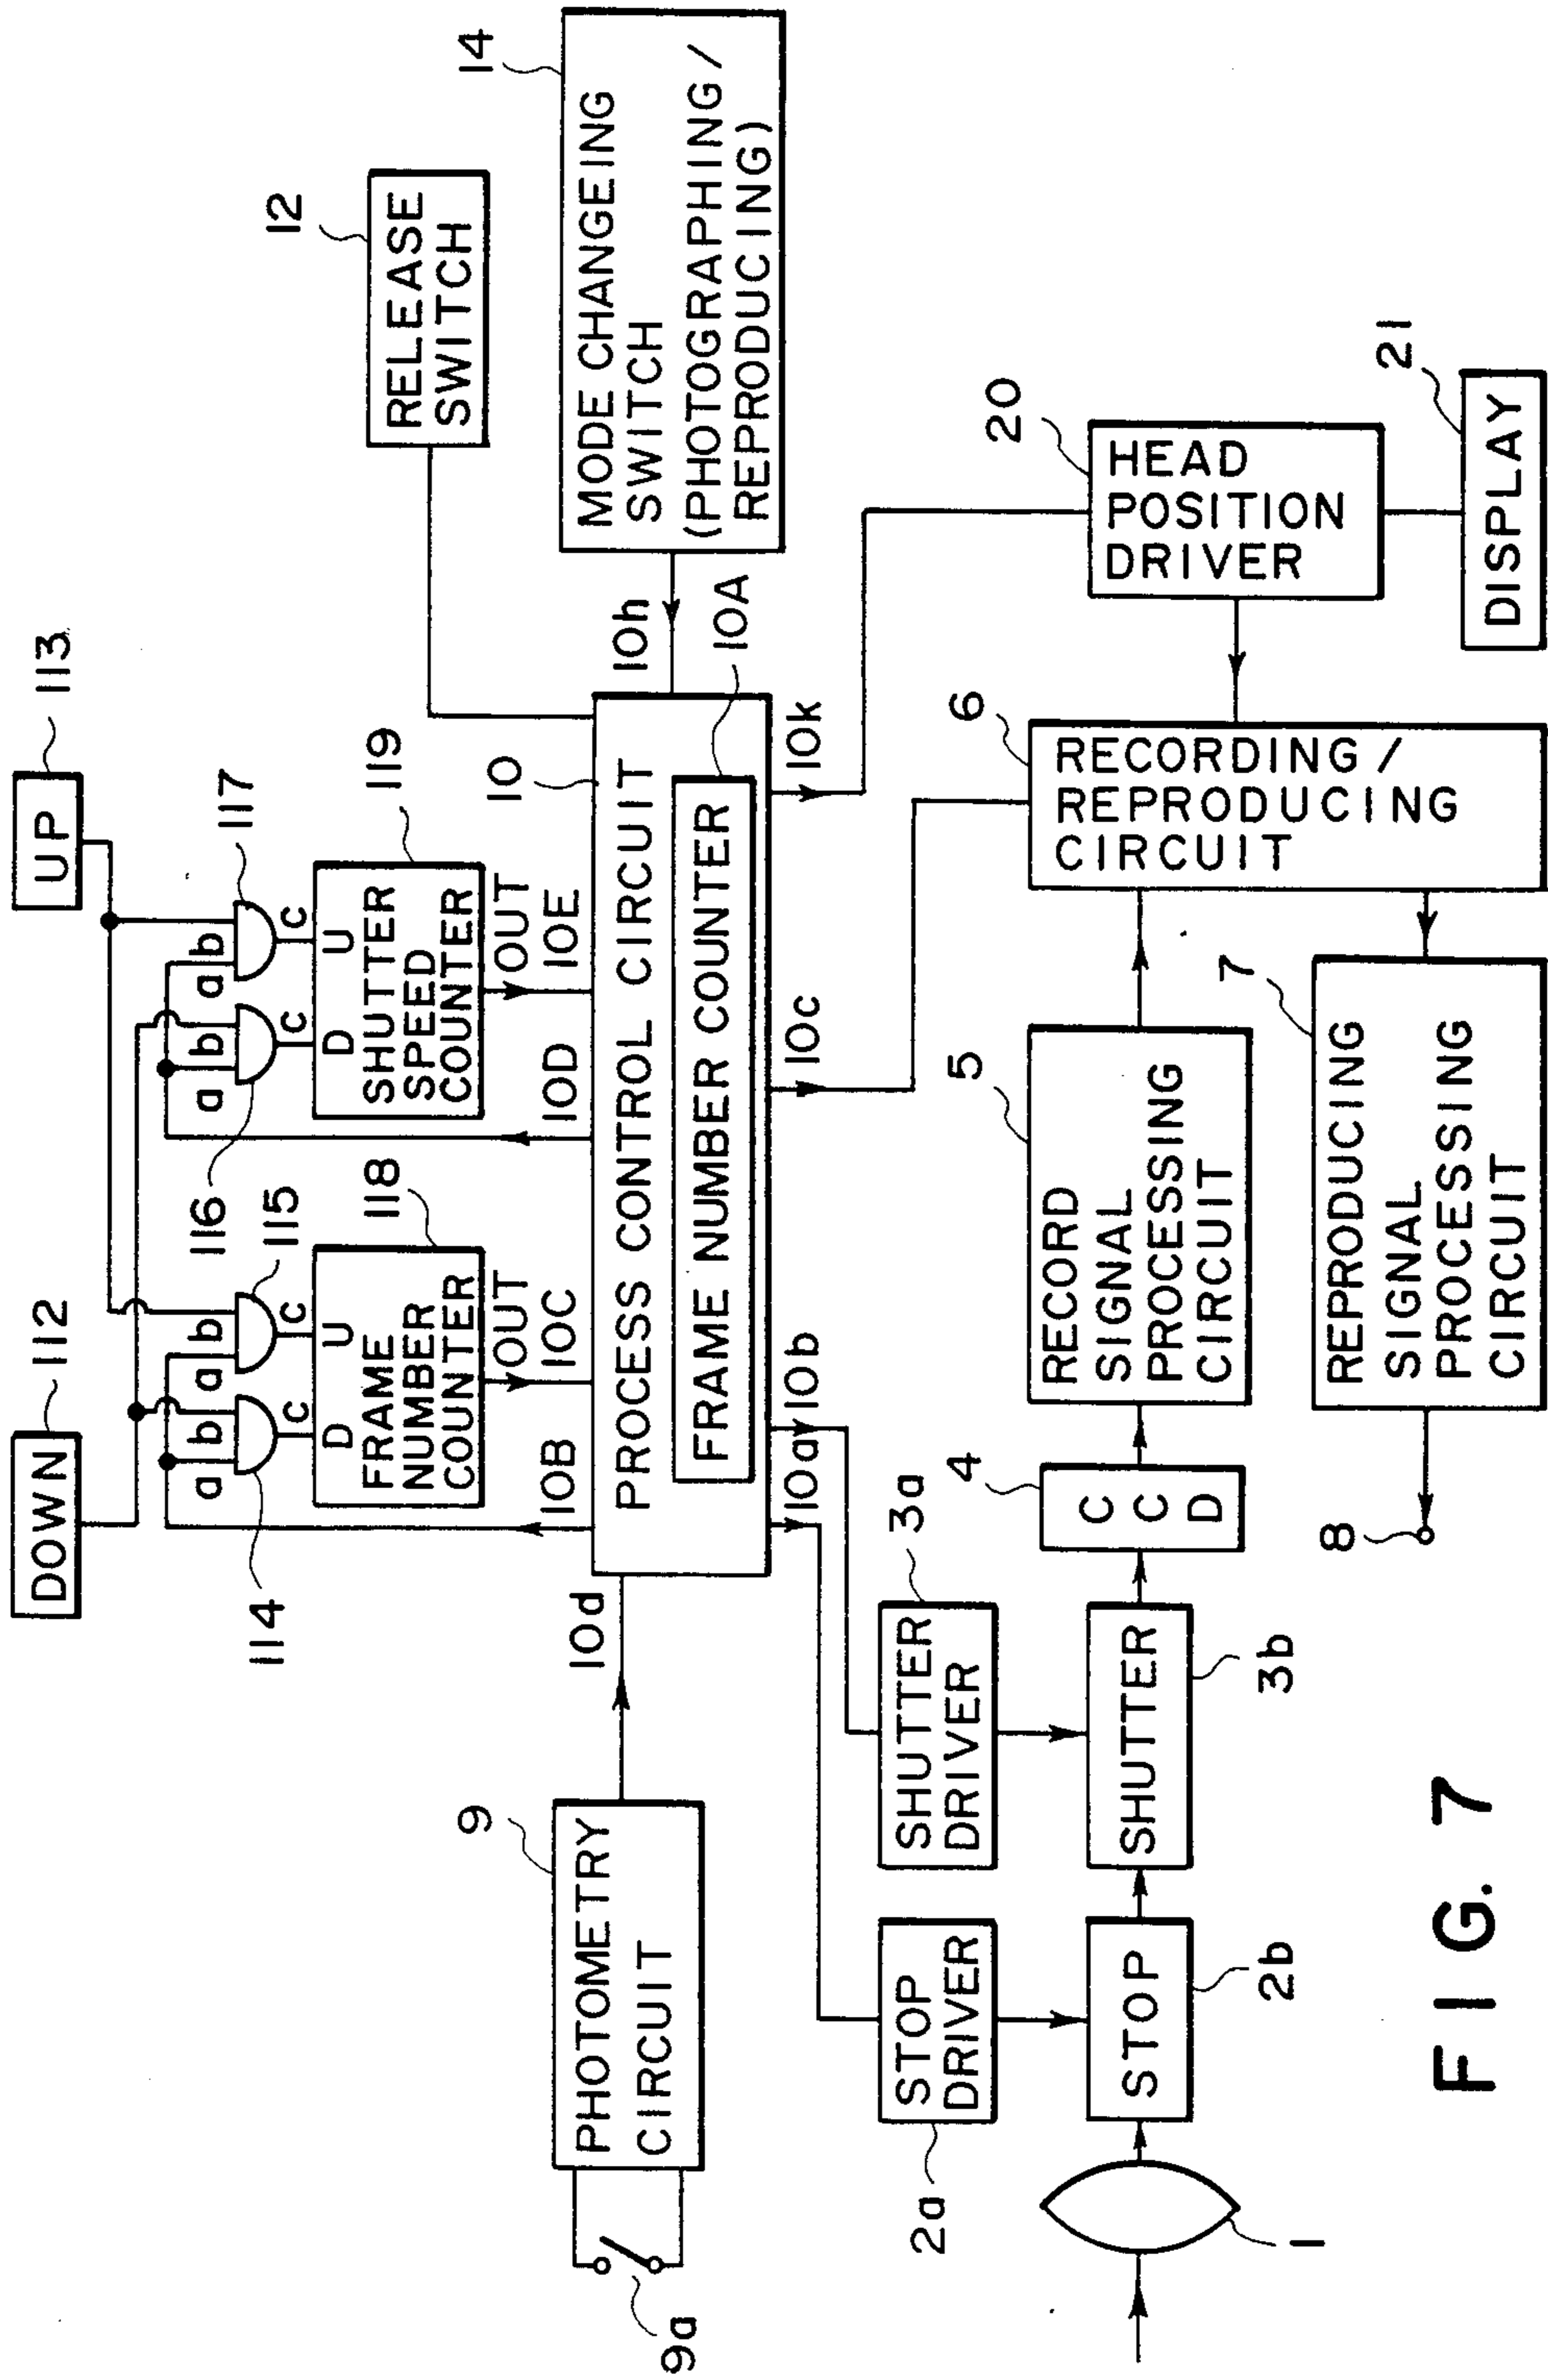 DOWN
112
UP
113
a
b
a
b
a
b
a
b
114
c
115
c
116
c
117
c
D
U
FRAME
NUMBER
COUNTER
118
D
U
SHUTTER
SPEED
COUNTER
119
OUT
OUT
10B
10C
10D
10E
12
RELEASE
SWITCH
14
MODE CHANGEING
SWITCH
(PHOTOGRAPHING /
REPRODUCING)
10h
10A
9
PHOTOMETRY
CIRCUIT
9a
10d
10
PROCESS CONTROL CIRCUIT
FRAME NUMBER COUNTER
10a
10b
10c
10k
2a
STOP
DRIVER
3a
SHUTTER
DRIVER
1
STOP
2b
SHUTTER
3b
4
C
C
D
5
RECORD
SIGNAL
PROCESSING
CIRCUIT
6
RECORDING /
REPRODUCING
CIRCUIT
20
HEAD
POSITION
DRIVER
21
DISPLAY
8
7
REPRODUCING
SIGNAL
PROCESSING
CIRCUIT
FIG. 7